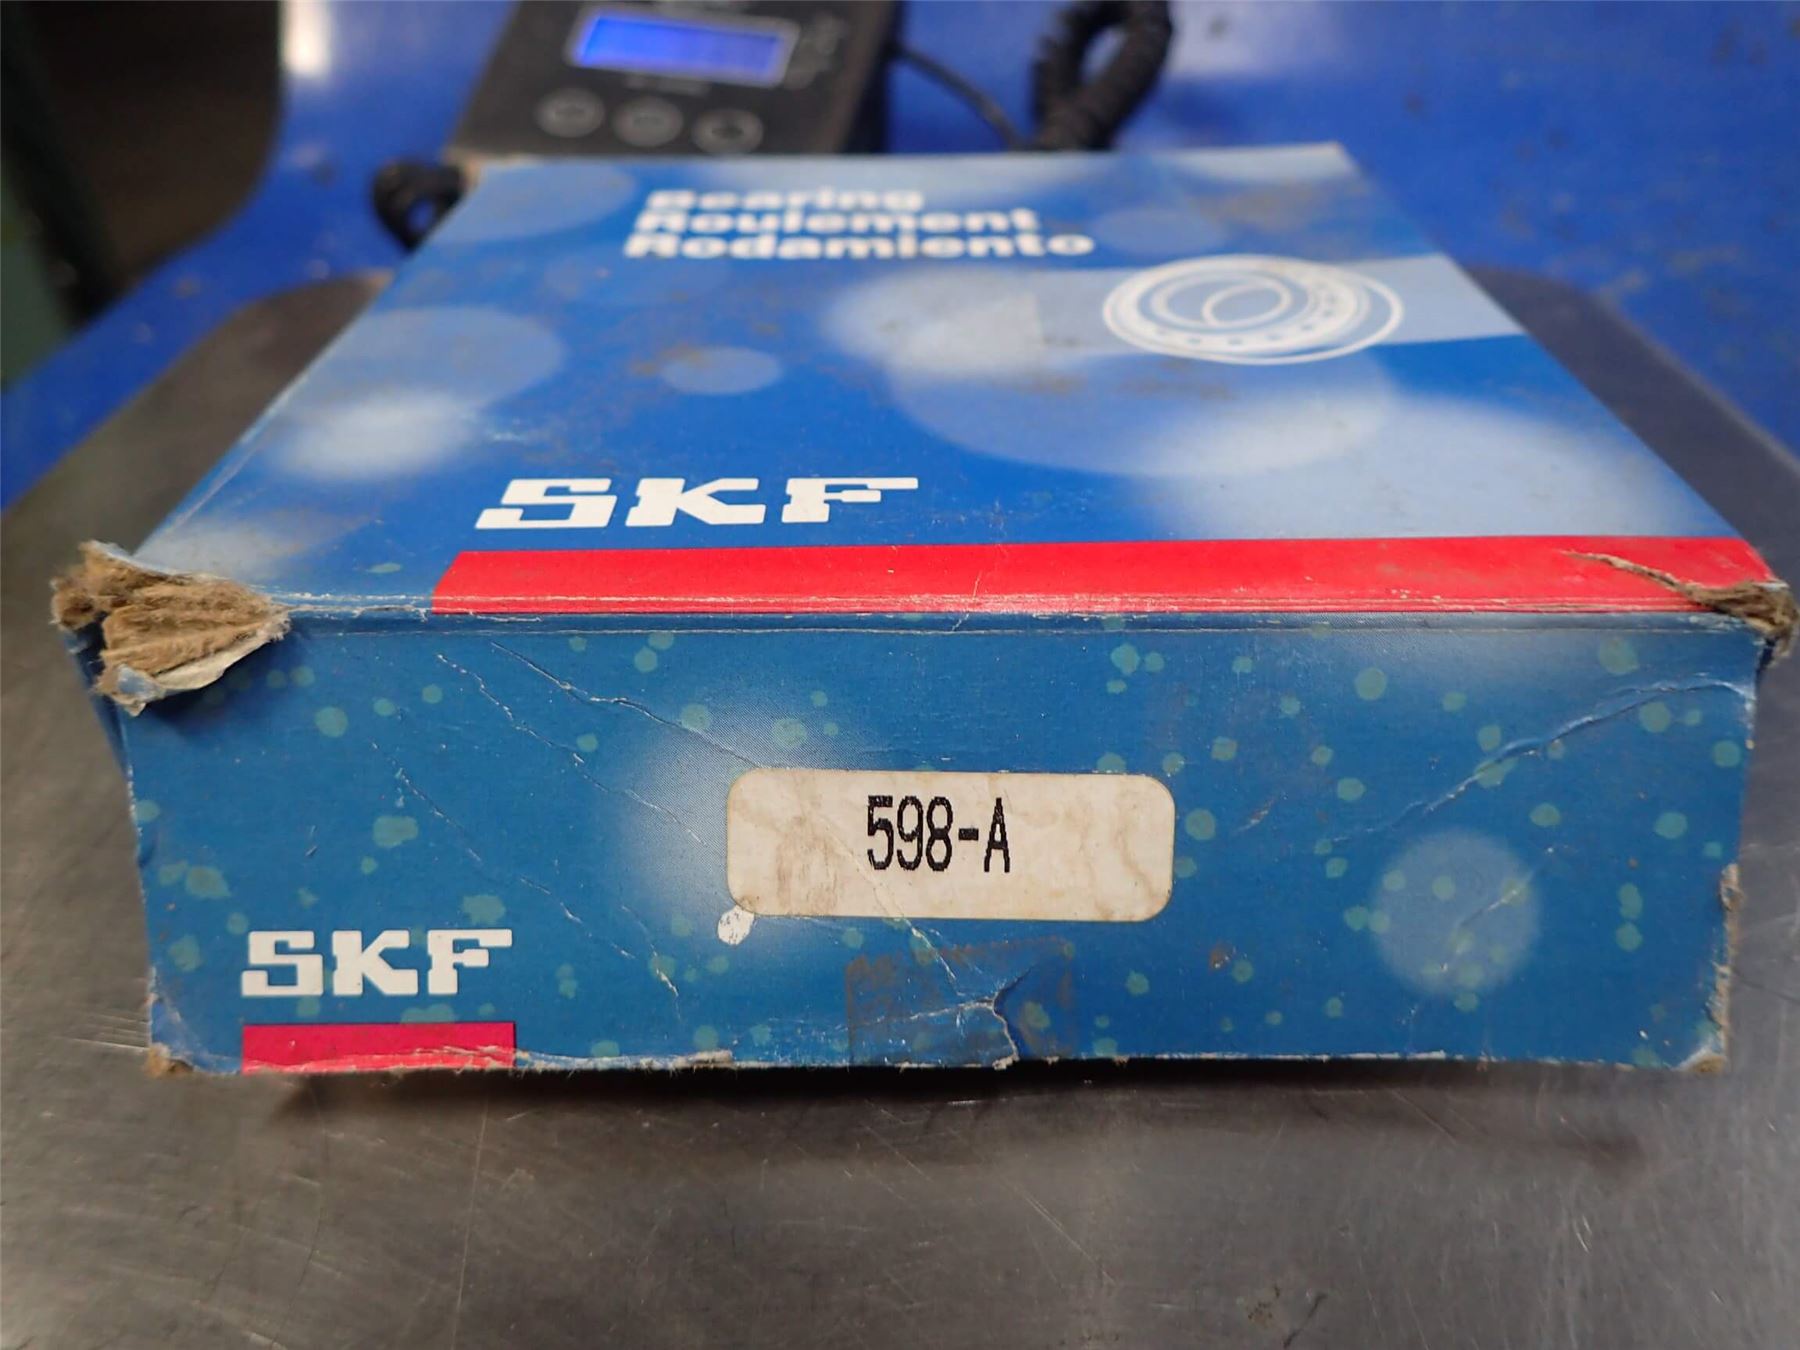 Bearing
Roulement
Rodamiento
SKF
598-A
SKF